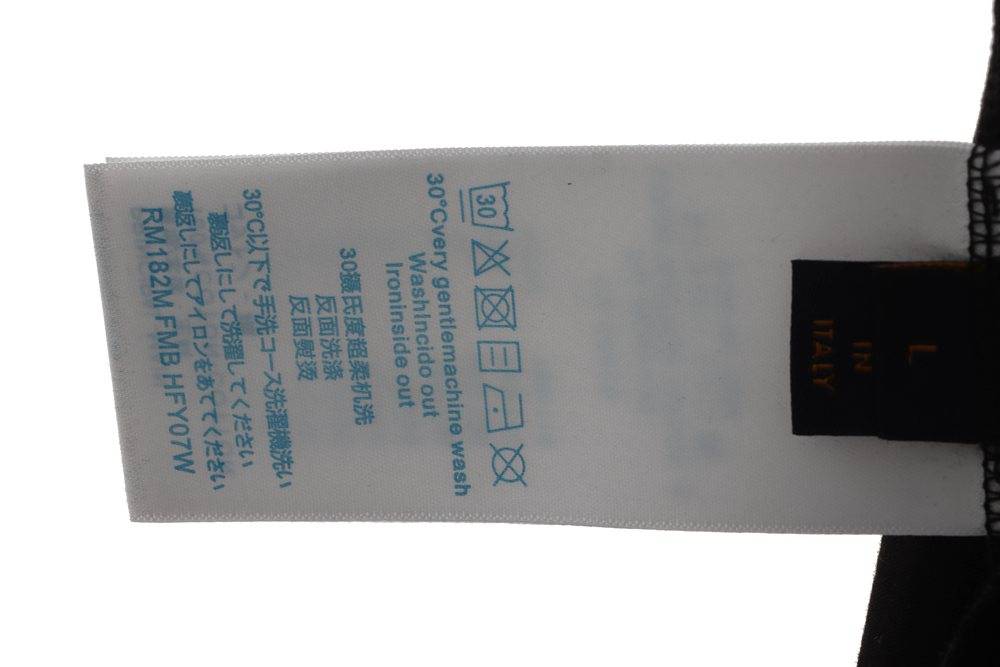 30
30°Cvery gentlemachine wash
WashIncido out
Ironinside out
30摄氏度超柔机洗
反面洗涤
反面熨烫
30°C以下で手洗コース洗濯機洗い
裏返しにして洗濯してください
裏返しにしてアイロンをあててください
RM182M FMB HFY07W
L
IN
ITALY